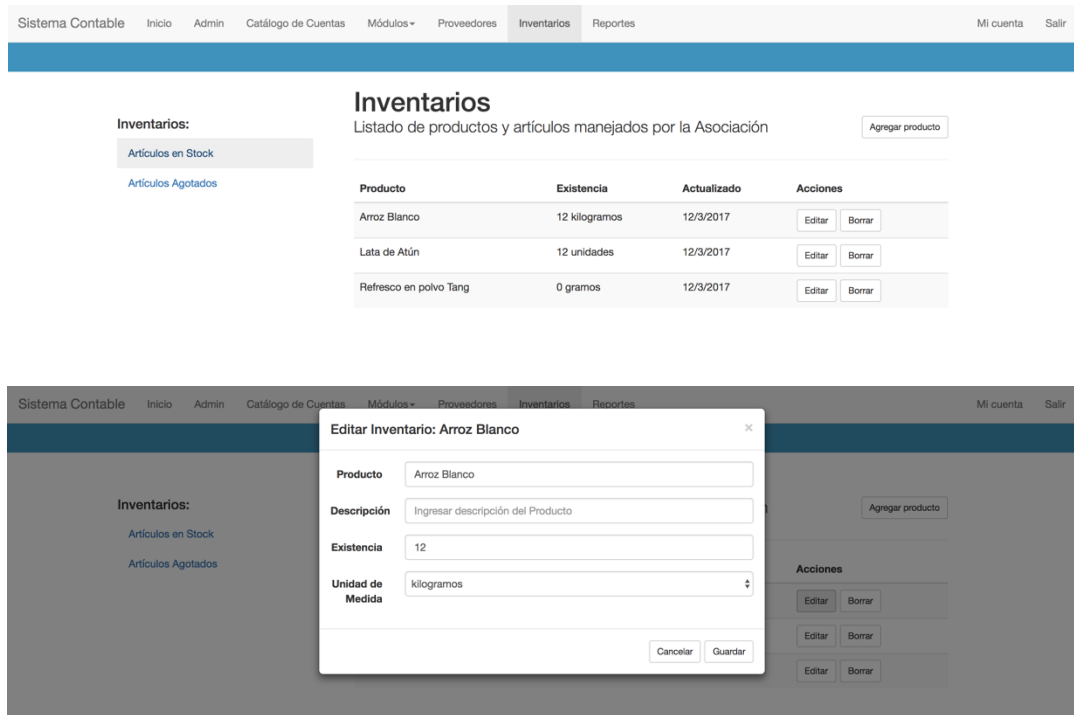 Sistema Contable Inicio Admin Catálogo de Cuentas Módulos Proveedores Inventarios Reportes Mi cuenta Salir
Inventarios:
Artículos en Stock
Artículos Agotados
Inventarios
Listado de productos y artículos manejados por la Asociación
Agregar producto
Producto Existencia Actualizado Acciones
Arroz Blanco 12 kilogramos 12/3/2017 Editar Borrar
Lata de Atún 12 unidades 12/3/2017 Editar Borrar
Refresco en polvo Tang 0 gramos 12/3/2017 Editar Borrar
Sistema Contable Inicio Admin Catálogo de Cuentas Módulos Proveedores Inventarios Reportes Mi cuenta Salir
Inventarios:
Artículos en Stock
Artículos Agotados
Editar Inventario: Arroz Blanco ×
Producto Arroz Blanco
Descripción Ingresar descripción del Producto
Existencia 12
Unidad de Medida kilogramos
Cancelar Guardar
Agregar producto
Acciones
Editar Borrar
Editar Borrar
Editar Borrar